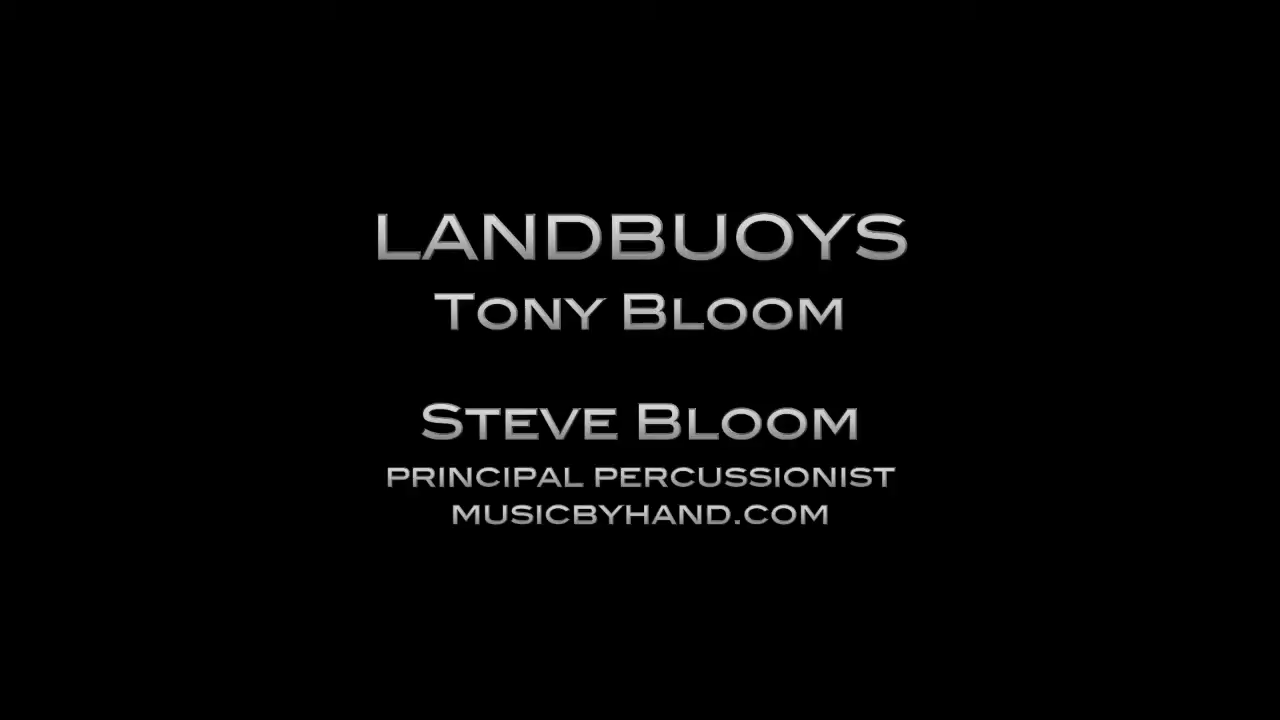 LANDBUOYS
Tony Bloom
Steve Bloom
PRINCIPAL PERCUSSIONIST
MUSICBYHAND.COM